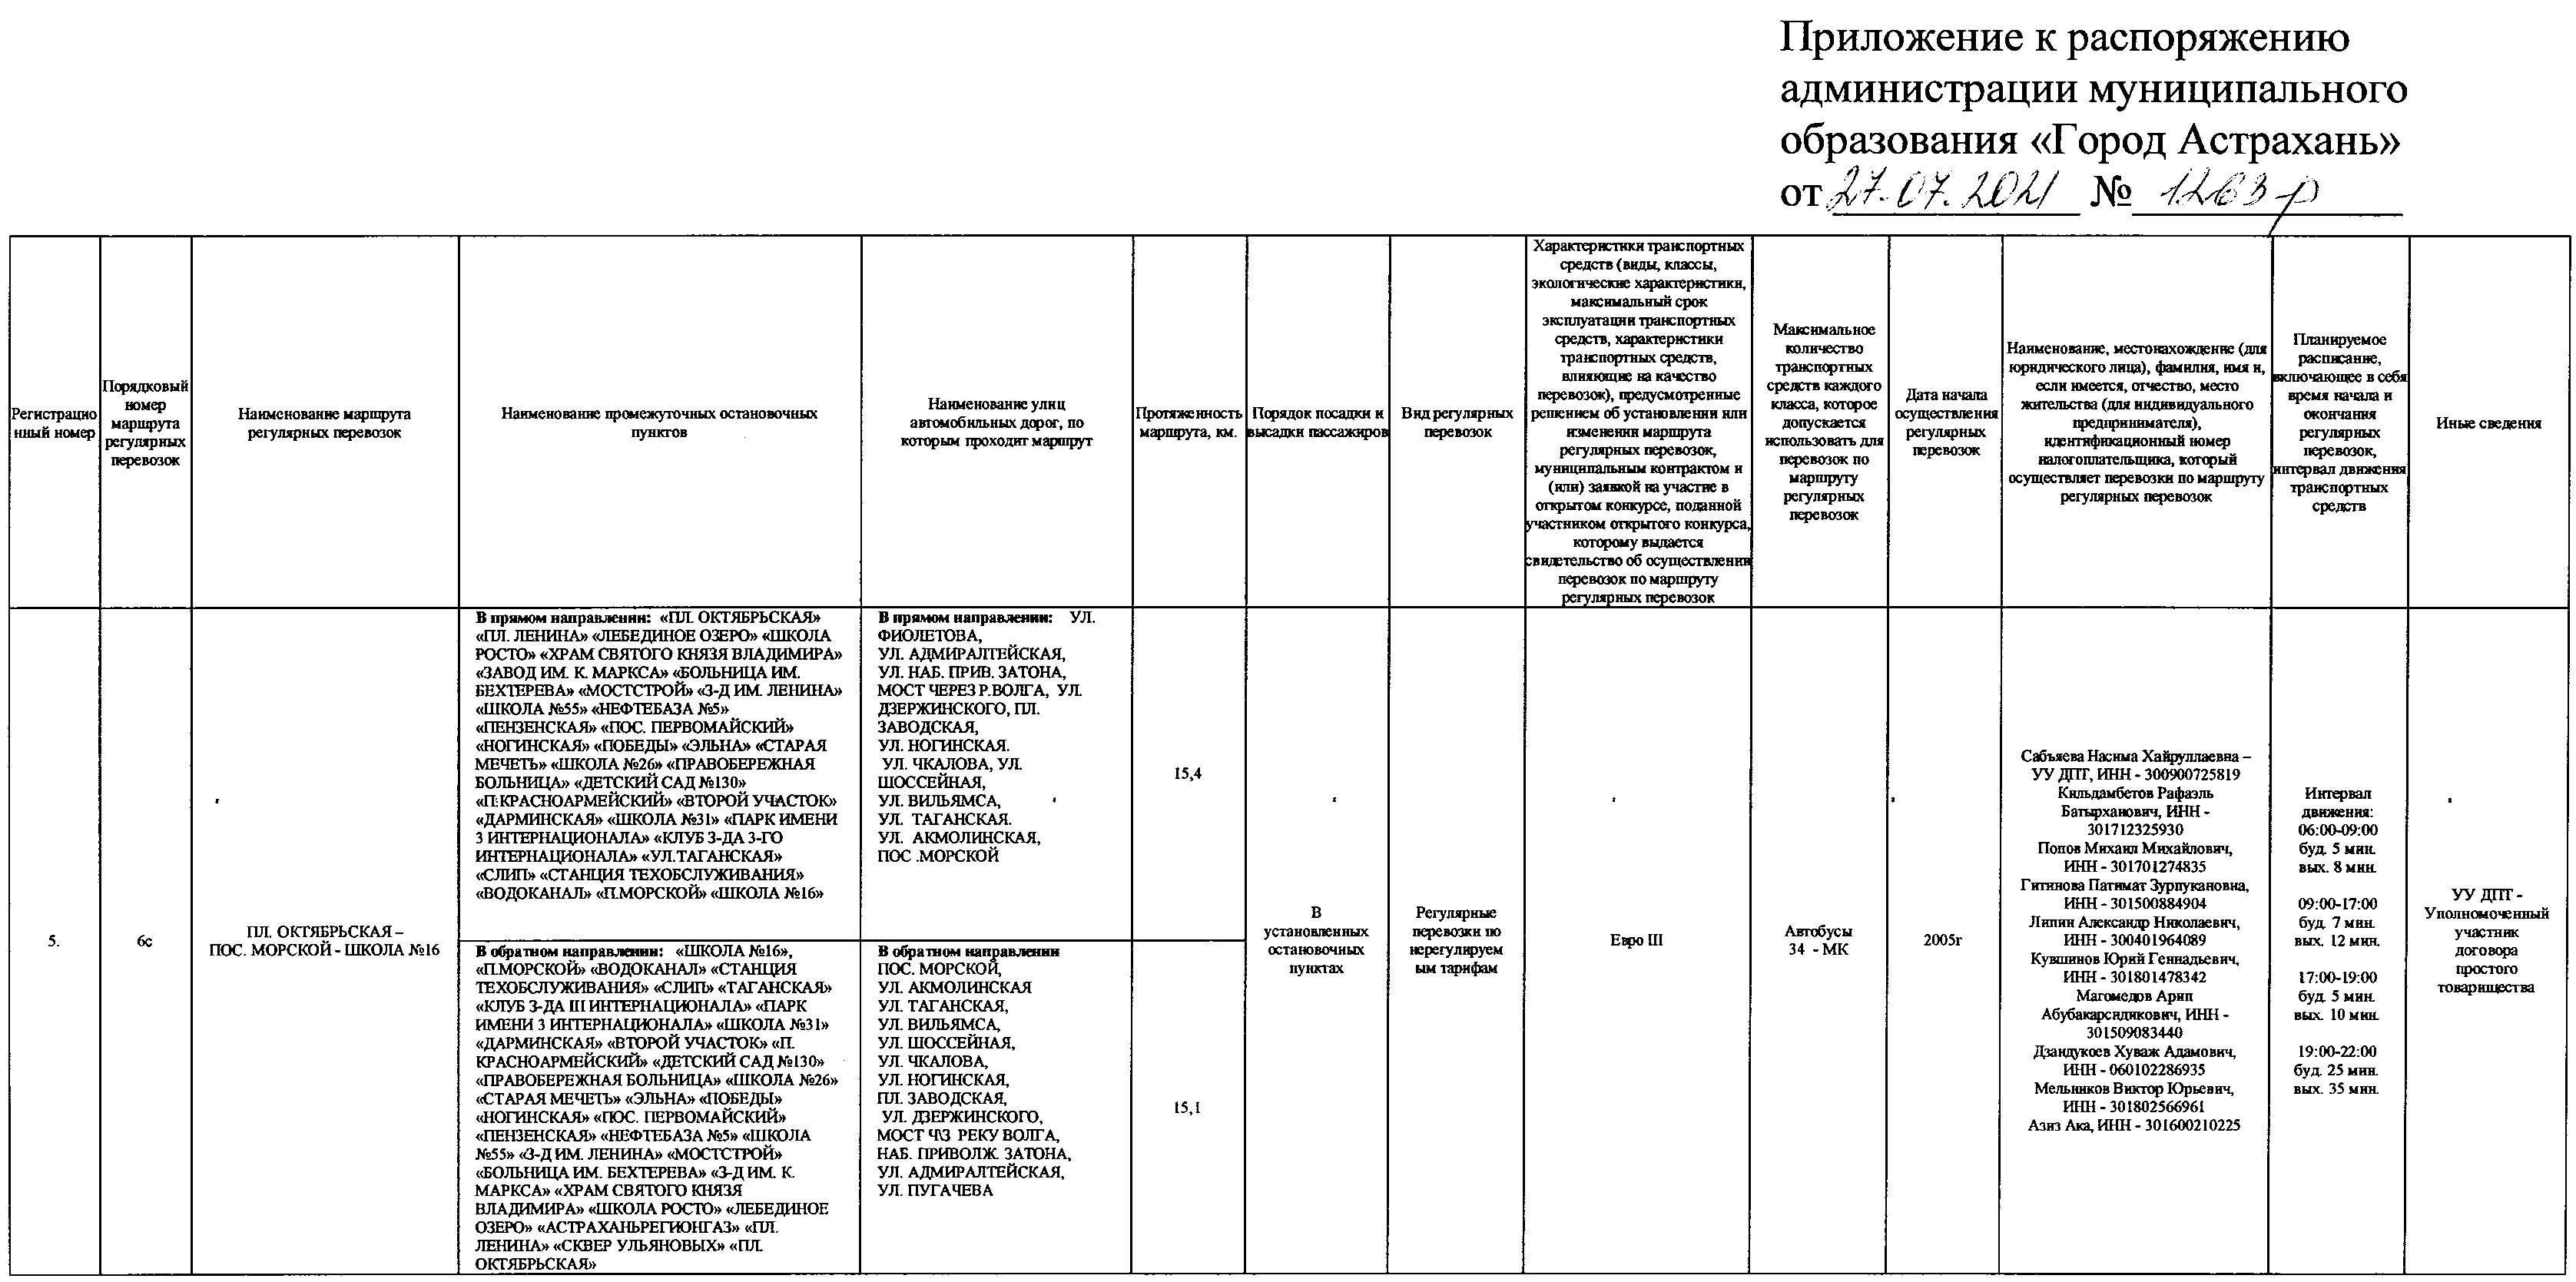 Приложение к распоряжению
администрации муниципального
образования «Город Астрахань»
от 27.07.2021 № 1263-р
Регистрацио
нный номер
Порядковый
номер
маршрута
регулярных
перевозок
Наименование маршрута
регулярных перевозок
Наименование промежуточных остановочных
пунктов
Наименование улиц
автомобильных дорог, по
которым проходит маршрут
Протяженность
маршрута, км.
Порядок посадки и
высадки пассажиров
Вид регулярных
перевозок
Характеристики транспортных
средств (виды, классы,
экологические характеристики,
максимальный срок
эксплуатации транспортных
средств, характеристики
транспортных средств,
влияющие на качество
перевозок), предусмотренные
решением об установлении или
изменении маршрута
регулярных перевозок,
муниципальным контрактом и
(или) заявкой на участие в
открытом конкурсе, поданной
участником открытого конкурса,
которому выдается
свидетельство об осуществлении
перевозок по маршруту
регулярных перевозок
Максимальное
количество
транспортных
средств каждого
класса, которое
допускается
использовать для
перевозок по
маршруту
регулярных
перевозок
Дата начала
осуществления
регулярных
перевозок
Наименование, местонахождение (для
юридического лица), фамилия, имя и,
если имеется, отчество, место
жительства (для индивидуального
предпринимателя),
идентификационный номер
налогоплательщика, который
осуществляет перевозки по маршруту
регулярных перевозок
Планируемое
расписание,
включающее в себя
время начала и
окончания
регулярных
перевозок,
интервал движения
транспортных
средств
Иные сведения
5.
6с
ПЛ. ОКТЯБРЬСКАЯ –
ПОС. МОРСКОЙ - ШКОЛА №16
В прямом направлении: «ПЛ. ОКТЯБРЬСКАЯ»
«ПЛ. ЛЕНИНА» «ЛЕБЕДИНОЕ ОЗЕРО» «ШКОЛА
РОСТО» «ХРАМ СВЯТОГО КНЯЗЯ ВЛАДИМИРА»
«ЗАВОД ИМ. К. МАРКСА» «БОЛЬНИЦА ИМ.
БЕХТЕРЕВА» «МОСТСТРОЙ» «З-Д ИМ. ЛЕНИНА»
«ШКОЛА №55» «НЕФТЕБАЗА №5»
«ПЕНЗЕНСКАЯ» «ПОС. ПЕРВОМАЙСКИЙ»
«НОГИНСКАЯ» «ПОБЕДЫ» «ЭЛЬНА» «СТАРАЯ
МЕЧЕТЬ» «ШКОЛА №26» «ПРАВОБЕРЕЖНАЯ
БОЛЬНИЦА» «ДЕТСКИЙ САД №130»
«П.КРАСНОАРМЕЙСКИЙ» «ВТОРОЙ УЧАСТОК»
«ДАРМИНСКАЯ» «ШКОЛА №31» «ПАРК ИМЕНИ
3 ИНТЕРНАЦИОНАЛА» «КЛУБ З-ДА 3-ГО
ИНТЕРНАЦИОНАЛА» «УЛ.ТАГАНСКАЯ»
«СЛИП» «СТАНЦИЯ ТЕХОБСЛУЖИВАНИЯ»
«ВОДОКАНАЛ» «П.МОРСКОЙ» «ШКОЛА №16»
В прямом направлении: УЛ.
ФИОЛЕТОВА,
УЛ. АДМИРАЛТЕЙСКАЯ,
УЛ. НАБ. ПРИВ. ЗАТОНА,
МОСТ ЧЕРЕЗ Р.ВОЛГА, УЛ.
ДЗЕРЖИНСКОГО, ПЛ.
ЗАВОДСКАЯ,
УЛ. НОГИНСКАЯ.
УЛ. ЧКАЛОВА, УЛ.
ШОССЕЙНАЯ,
УЛ. ВИЛЬЯМСА,
УЛ. ТАГАНСКАЯ.
УЛ. АКМОЛИНСКАЯ,
ПОС .МОРСКОЙ
15,4
В обратном направлении: «ШКОЛА №16»,
«П.МОРСКОЙ» «ВОДОКАНАЛ» «СТАНЦИЯ
ТЕХОБСЛУЖИВАНИЯ» «СЛИП» «ТАГАНСКАЯ»
«КЛУБ З-ДА III ИНТЕРНАЦИОНАЛА» «ПАРК
ИМЕНИ 3 ИНТЕРНАЦИОНАЛА» «ШКОЛА №31»
«ДАРМИНСКАЯ» «ВТОРОЙ УЧАСТОК» «П.
КРАСНОАРМЕЙСКИЙ» «ДЕТСКИЙ САД №130»
«ПРАВОБЕРЕЖНАЯ БОЛЬНИЦА» «ШКОЛА №26»
«СТАРАЯ МЕЧЕТЬ» «ЭЛЬНА» «ПОБЕДЫ»
«НОГИНСКАЯ» «ПОС. ПЕРВОМАЙСКИЙ»
«ПЕНЗЕНСКАЯ» «НЕФТЕБАЗА №5» «ШКОЛА
№55» «З-Д ИМ. ЛЕНИНА» «МОСТСТРОЙ»
«БОЛЬНИЦА ИМ. БЕХТЕРЕВА» «З-Д ИМ. К.
МАРКСА» «ХРАМ СВЯТОГО КНЯЗЯ
ВЛАДИМИРА» «ШКОЛА РОСТО» «ЛЕБЕДИНОЕ
ОЗЕРО» «АСТРАХАНЬРЕГИОНГАЗ» «ПЛ.
ЛЕНИНА» «СКВЕР УЛЬЯНОВЫХ» «ПЛ.
ОКТЯБРЬСКАЯ»
В обратном направлении
ПОС. МОРСКОЙ,
УЛ. АКМОЛИНСКАЯ
УЛ. ТАГАНСКАЯ,
УЛ. ВИЛЬЯМСА,
УЛ. ШОССЕЙНАЯ,
УЛ. ЧКАЛОВА,
УЛ. НОГИНСКАЯ,
ПЛ. ЗАВОДСКАЯ,
УЛ. ДЗЕРЖИНСКОГО,
МОСТ Ч\З РЕКУ ВОЛГА,
НАБ. ПРИВОЛЖ. ЗАТОНА,
УЛ. АДМИРАЛТЕЙСКАЯ,
УЛ. ПУГАЧЕВА
15,1
В
установленных
остановочных
пунктах
Регулярные
перевозки по
нерегулируем
ым тарифам
Евро III
Автобусы
34 - МК
2005г
Сабъяева Насима Хайруллаевна –
УУ ДПТ, ИНН - 300900725819
Кильдамбетов Рафаэль
Батырханович, ИНН -
301712325930
Попов Михаил Михайлович,
ИНН - 301701274835
Гитинова Патимат Зурпукановна,
ИНН - 301500884904
Липин Александр Николаевич,
ИНН - 300401964089
Кувшинов Юрий Геннадьевич,
ИНН - 301801478342
Магомедов Арип
Абубакарсидикович, ИНН -
301509083440
Дзандукоев Хуваж Адамович,
ИНН - 060102286935
Мельников Виктор Юрьевич,
ИНН - 301802566961
Азиз Ака, ИНН - 301600210225
Интервал
движения:
06:00-09:00
буд. 5 мин.
вых. 8 мин.
09:00-17:00
буд. 7 мин.
вых. 12 мин.
17:00-19:00
буд. 5 мин.
вых. 10 мин.
19:00-22:00
буд. 25 мин.
вых. 35 мин.
УУ ДПТ -
Уполномоченный
участник
договора
простого
товарищества